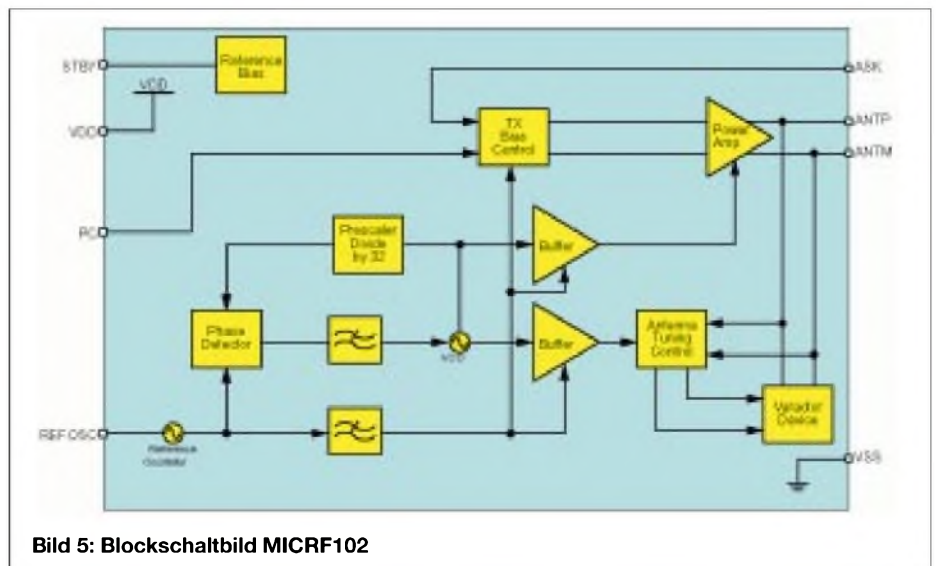 STBY
Reference
Bias
VDD
VDD
PC
REF OSC
Reference
Oscillator
ASK
ANTP
ANTM
VSS
TX
Bias
Control
Power
Amp
Prescaler
Divide
by 32
Buffer
Phase
Detector
VCO
Buffer
Antenna
Tuning
Control
Varactor
Device
Bild 5: Blockschaltbild MICRF102